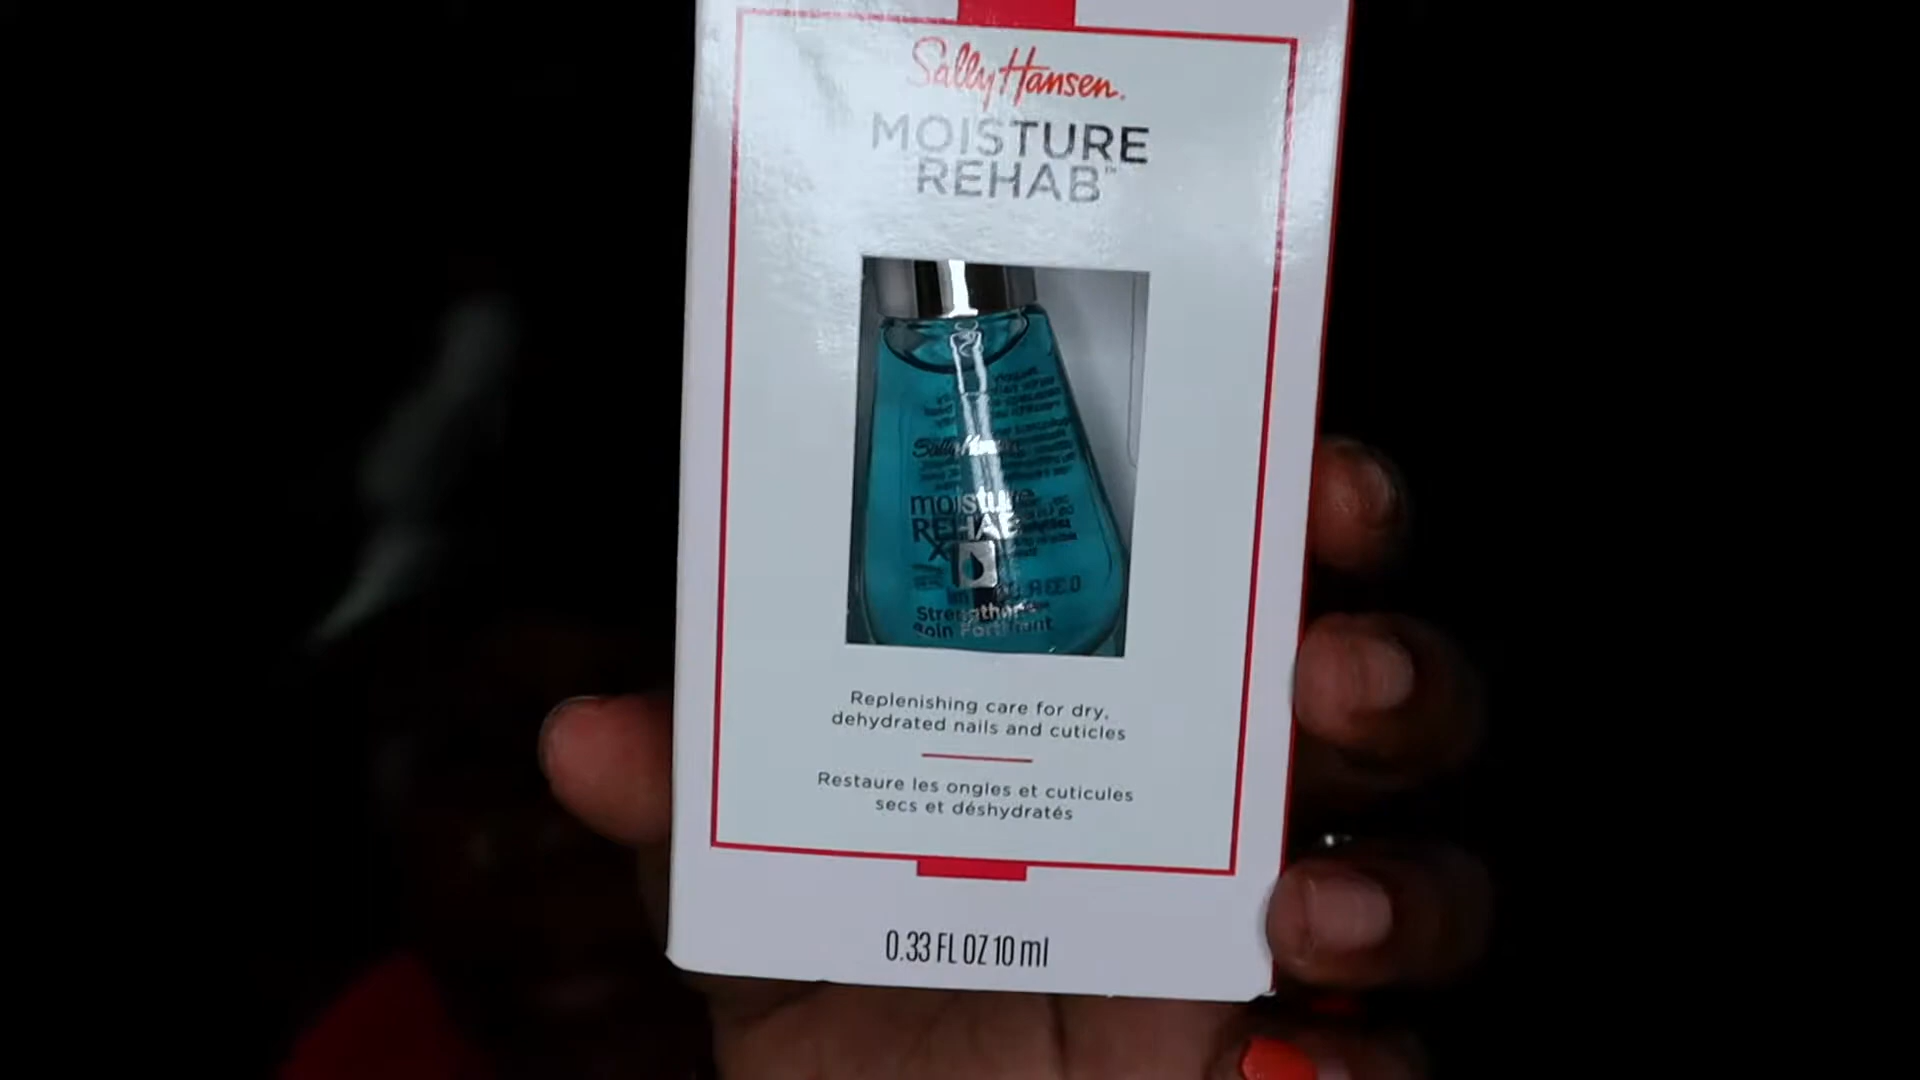 Sally Hansen.
MOISTURE
REHAB™
Sally Hansen
moisture
REHAB
Strengthener
Soin Fortifiant
Replenishing care for dry,
dehydrated nails and cuticles
Restaure les ongles et cuticules
secs et déshydratés
0.33 FL OZ 10 ml